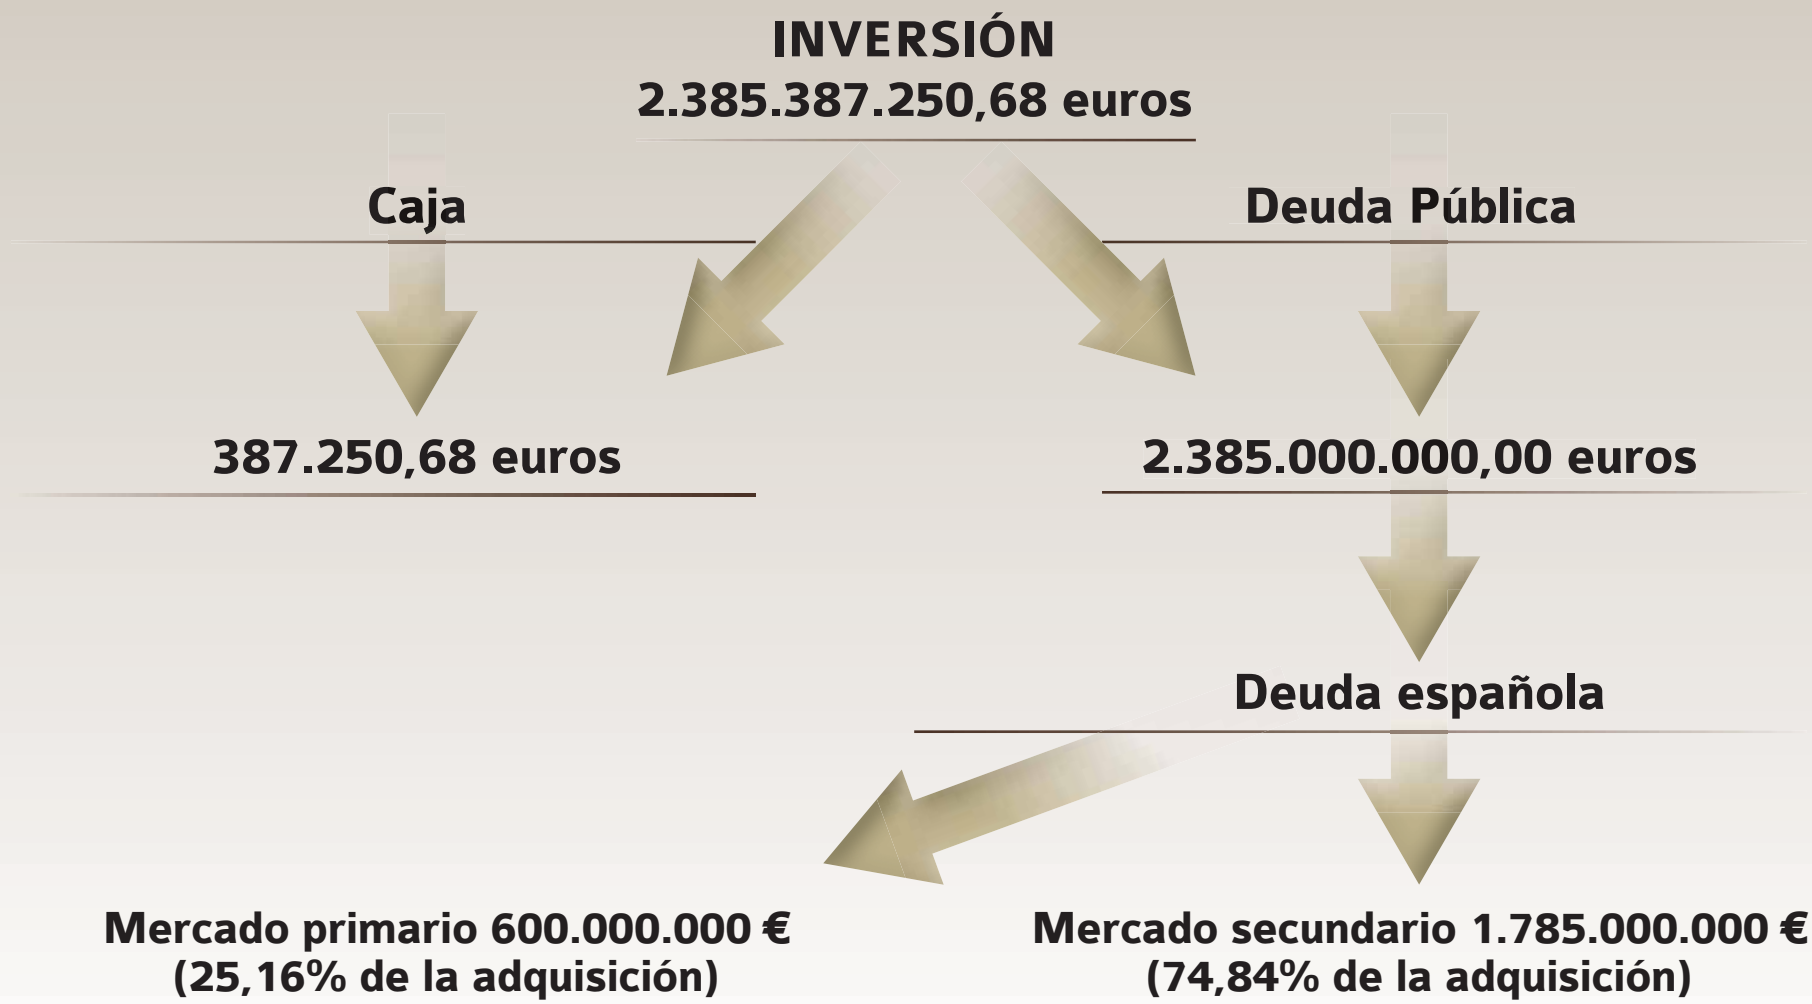 INVERSIÓN
2.385.387.250,68 euros
Caja
Deuda Pública
387.250,68 euros
2.385.000.000,00 euros
Deuda española
Mercado primario 600.000.000 €
(25,16% de la adquisición)
Mercado secundario 1.785.000.000 €
(74,84% de la adquisición)